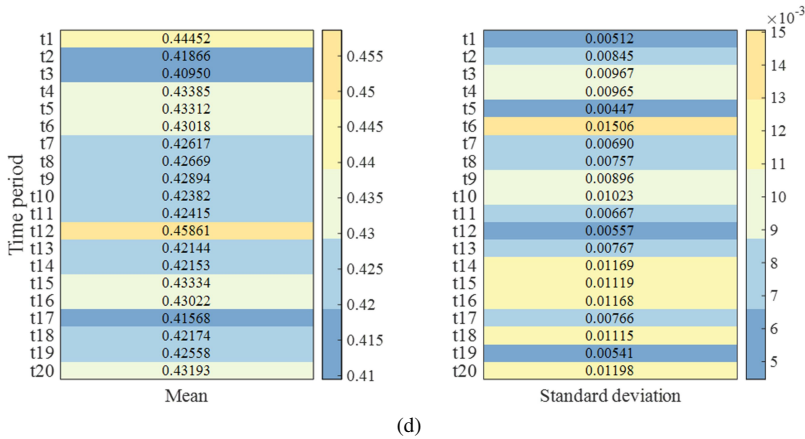 ×10⁻³
t1 0.44452 t1 0.00512 15
t2 0.41866 0.455 t2 0.00845 14
t3 0.40950 t3 0.00967
t4 0.43385 0.45 t4 0.00965 13
t5 0.43312 t5 0.00447
t6 0.43018 0.445 t6 0.01506 12
t7 0.42617 t7 0.00690
t8 0.42669 0.44 t8 0.00757 11
t9 0.42894 t9 0.00896
t10 0.42382 0.435 t10 0.01023 10
t11 0.42415 t11 0.00667 9
t12 0.45861 0.43 t12 0.00557
t13 0.42144 t13 0.00767 8
t14 0.42153 0.425 t14 0.01169
t15 0.43334 t15 0.01119 7
t16 0.43022 0.42 t16 0.01168
t17 0.41568 t17 0.00766 6
t18 0.42174 0.415 t18 0.01115
t19 0.42558 t19 0.00541 5
t20 0.43193 0.41 t20 0.01198
Time period
Mean Standard deviation
(d)